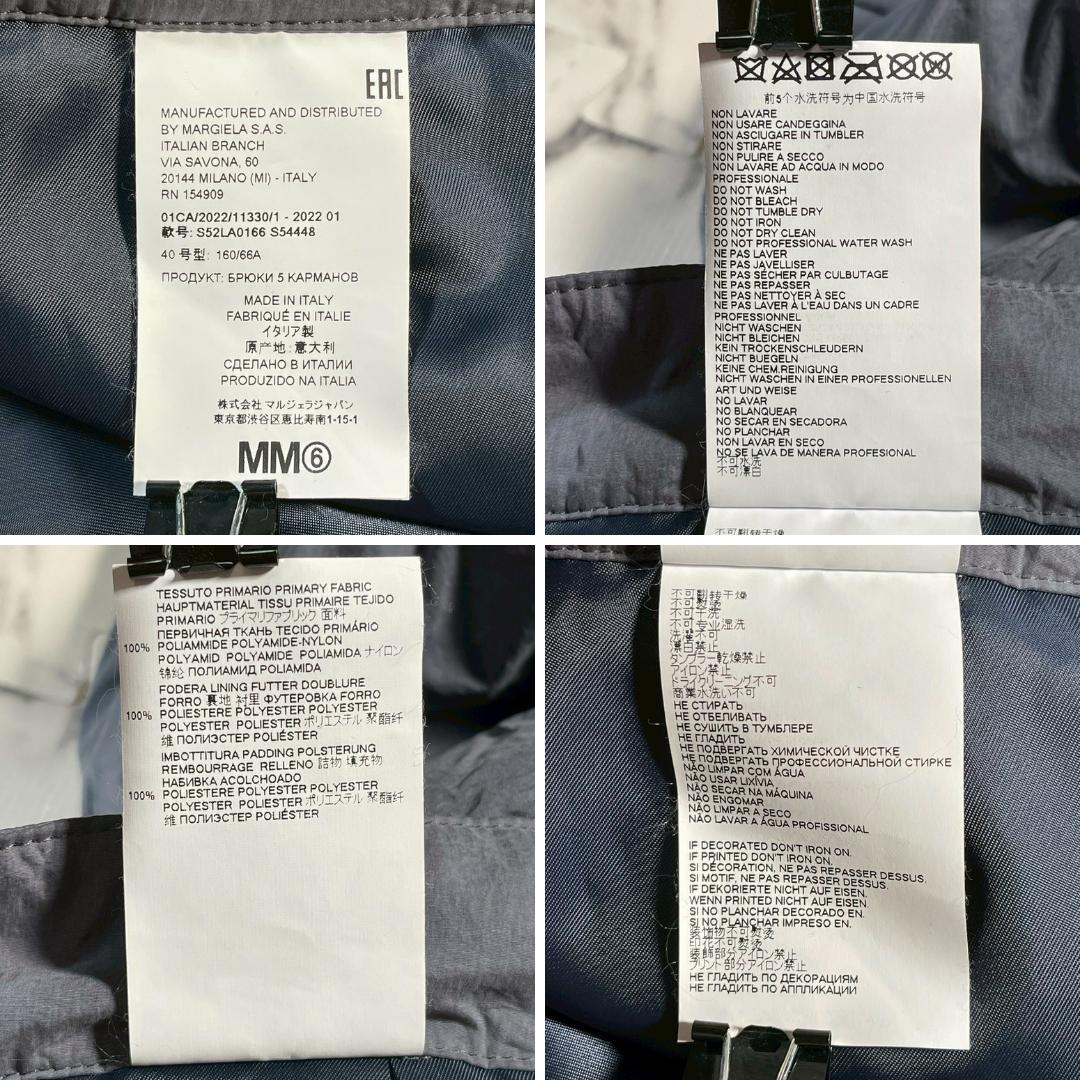 EAC
MANUFACTURED AND DISTRIBUTED
BY MARGIELA S.A.S.
ITALIAN BRANCH
VIA SAVONA, 60
20144 MILANO (MI) - ITALY
RN 154909
01CA/2022/11330/1 - 2022 01
款号: S52LA0166 S54448
40 号型: 160/66A
ПРОДУКТ: БРЮКИ 5 КАРМАНОВ
MADE IN ITALY
FABRIQUÉ EN ITALIE
イタリア製
原产地: 意大利
СДЕЛАНО В ИТАЛИИ
PRODUZIDO NA ITALIA
株式会社 マルジェラジャパン
東京都渋谷区恵比寿南1-15-1
MM⑥
前5个水洗符号为中国水洗符号
NON LAVARE
NON USARE CANDEGGINA
NON ASCIUGARE IN TUMBLER
NON STIRARE
NON PULIRE A SECCO
NON LAVARE AD ACQUA IN MODO
PROFESSIONALE
DO NOT WASH
DO NOT BLEACH
DO NOT TUMBLE DRY
DO NOT IRON
DO NOT DRY CLEAN
DO NOT PROFESSIONAL WATER WASH
NE PAS LAVER
NE PAS JAVELLISER
NE PAS SÉCHER PAR CULBUTAGE
NE PAS REPASSER
NE PAS NETTOYER À SEC
NE PAS LAVER À L'EAU DANS UN CADRE
PROFESSIONNEL
NICHT WASCHEN
NICHT BLEICHEN
KEIN TROCKENSCHLEUDERN
NICHT BUEGELN
KEINE CHEM.REINIGUNG
NICHT WASCHEN IN EINER PROFESSIONELLEN
ART UND WEISE
NO LAVAR
NO BLANQUEAR
NO SECAR EN SECADORA
NO PLANCHAR
NON LAVAR EN SECO
NO SE LAVA DE MANERA PROFESIONAL
不可水洗
不可漂白
不可翻转干燥
TESSUTO PRIMARIO PRIMARY FABRIC
HAUPTMATERIAL TISSU PRIMAIRE TEJIDO
PRIMARIO プライマリファブリック 面料
ПЕРВИЧНАЯ ТКАНЬ TECIDO PRIMÁRIO
100% POLIAMMIDE POLYAMIDE-NYLON
POLYAMID POLYAMIDE POLIAMIDA ナイロン
锦纶 ПОЛИАМИД POLIAMIDA
FODERA LINING FUTTER DOUBLURE
FORRO 裏地 衬里 ФУТЕРОВКА FORRO
100% POLIESTERE POLYESTER POLYESTER
POLYESTER POLIESTER ポリエステル 聚酯纤
维 ПОЛИЭСТЕР POLIÉSTER
IMBOTTITURA PADDING POLSTERUNG
REMBOURRAGE RELLENO 詰物 填充物
НАБИВКА ACOLCHOADO
100% POLIESTERE POLYESTER POLYESTER
POLYESTER POLIESTER ポリエステル 聚酯纤
维 ПОЛИЭСТЕР POLIÉSTER
不可翻转干燥
不可熨烫
不可干洗
不可专业湿洗
洗濯不可
漂白禁止
タンブラー乾燥禁止
アイロン禁止
ドライクリーニング不可
商業水洗い不可
НЕ СТИРАТЬ
НЕ ОТБЕЛИВАТЬ
НЕ СУШИТЬ В ТУМБЛЕРЕ
НЕ ГЛАДИТЬ
НЕ ПОДВЕРГАТЬ ХИМИЧЕСКОЙ ЧИСТКЕ
НЕ ПОДВЕРГАТЬ ПРОФЕССИОНАЛЬНОЙ СТИРКЕ
NÃO LIMPAR COM ÁGUA
NÃO USAR LIXÍVIA
NÃO SECAR NA MÁQUINA
NÃO ENGOMAR
NÃO LIMPAR A SECO
NÃO LAVAR A ÁGUA PROFISSIONAL
IF DECORATED DON'T IRON ON.
IF PRINTED DON'T IRON ON.
SI DÉCORATION, NE PAS REPASSER DESSUS.
SI MOTIF, NE PAS REPASSER DESSUS.
IF DEKORIERTE NICHT AUF EISEN.
WENN PRINTED NICHT AUF EISEN.
SI NO PLANCHAR DECORADO EN.
SI NO PLANCHAR IMPRESO EN.
装饰物不可熨烫
印花不可熨烫
装飾部分アイロン禁止
プリント部分アイロン禁止
НЕ ГЛАДИТЬ ПО ДЕКОРАЦИЯМ
НЕ ГЛАДИТЬ ПО АППЛИКАЦИИ